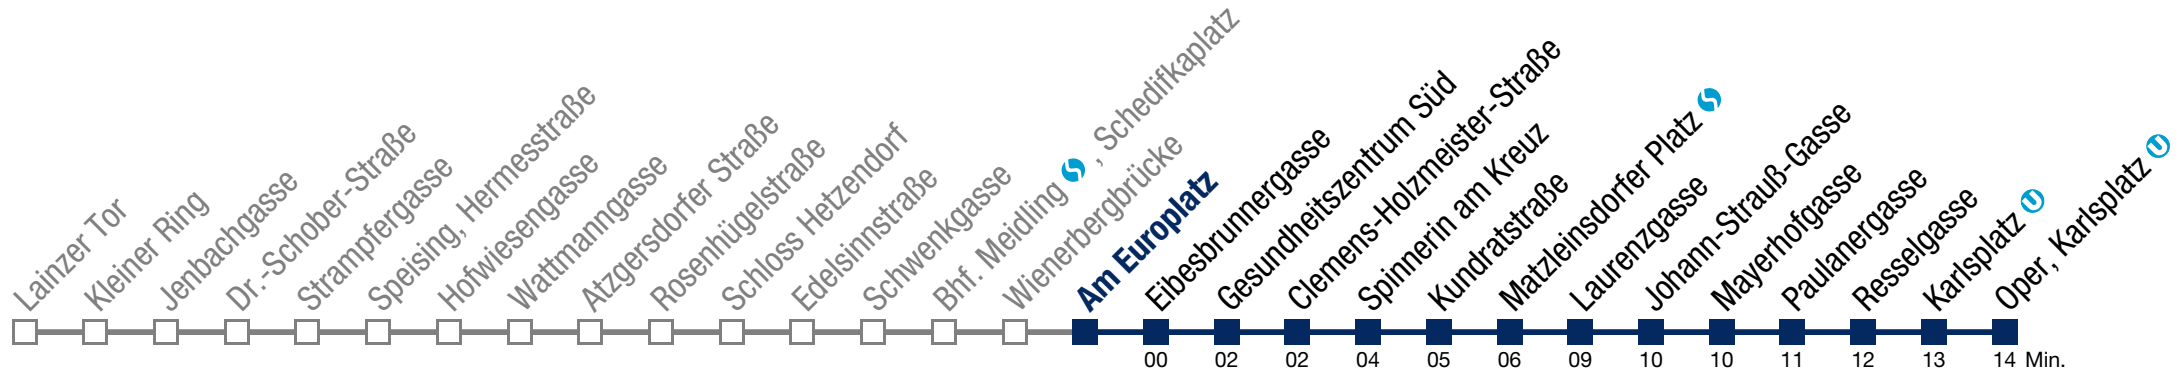 Lainzer Tor
Kleiner Ring
Jenbachgasse
Dr.-Schober-Straße
Strampfergasse
Speising, Hermesstraße
Hofwiesengasse
Wattmanngasse
Atzgersdorfer Straße
Rosenhügelstraße
Schloss Hetzendorf
Edelsinnstraße
Schwenkgasse
Bhf. Meidling S, Schedifkaplatz
Wienerbergbrücke
Am Europlatz
Eibesbrunnergasse
Gesundheitszentrum Süd
Clemens-Holzmeister-Straße
Spinnerin am Kreuz
Kundratstraße
Matzleinsdorfer Platz S
Laurenzgasse
Johann-Strauß-Gasse
Mayerhofgasse
Paulanergasse
Resselgasse
Karlsplatz U
Oper, Karlsplatz U
00 02 02 04 05 06 09 10 10 11 12 13 14 Min.